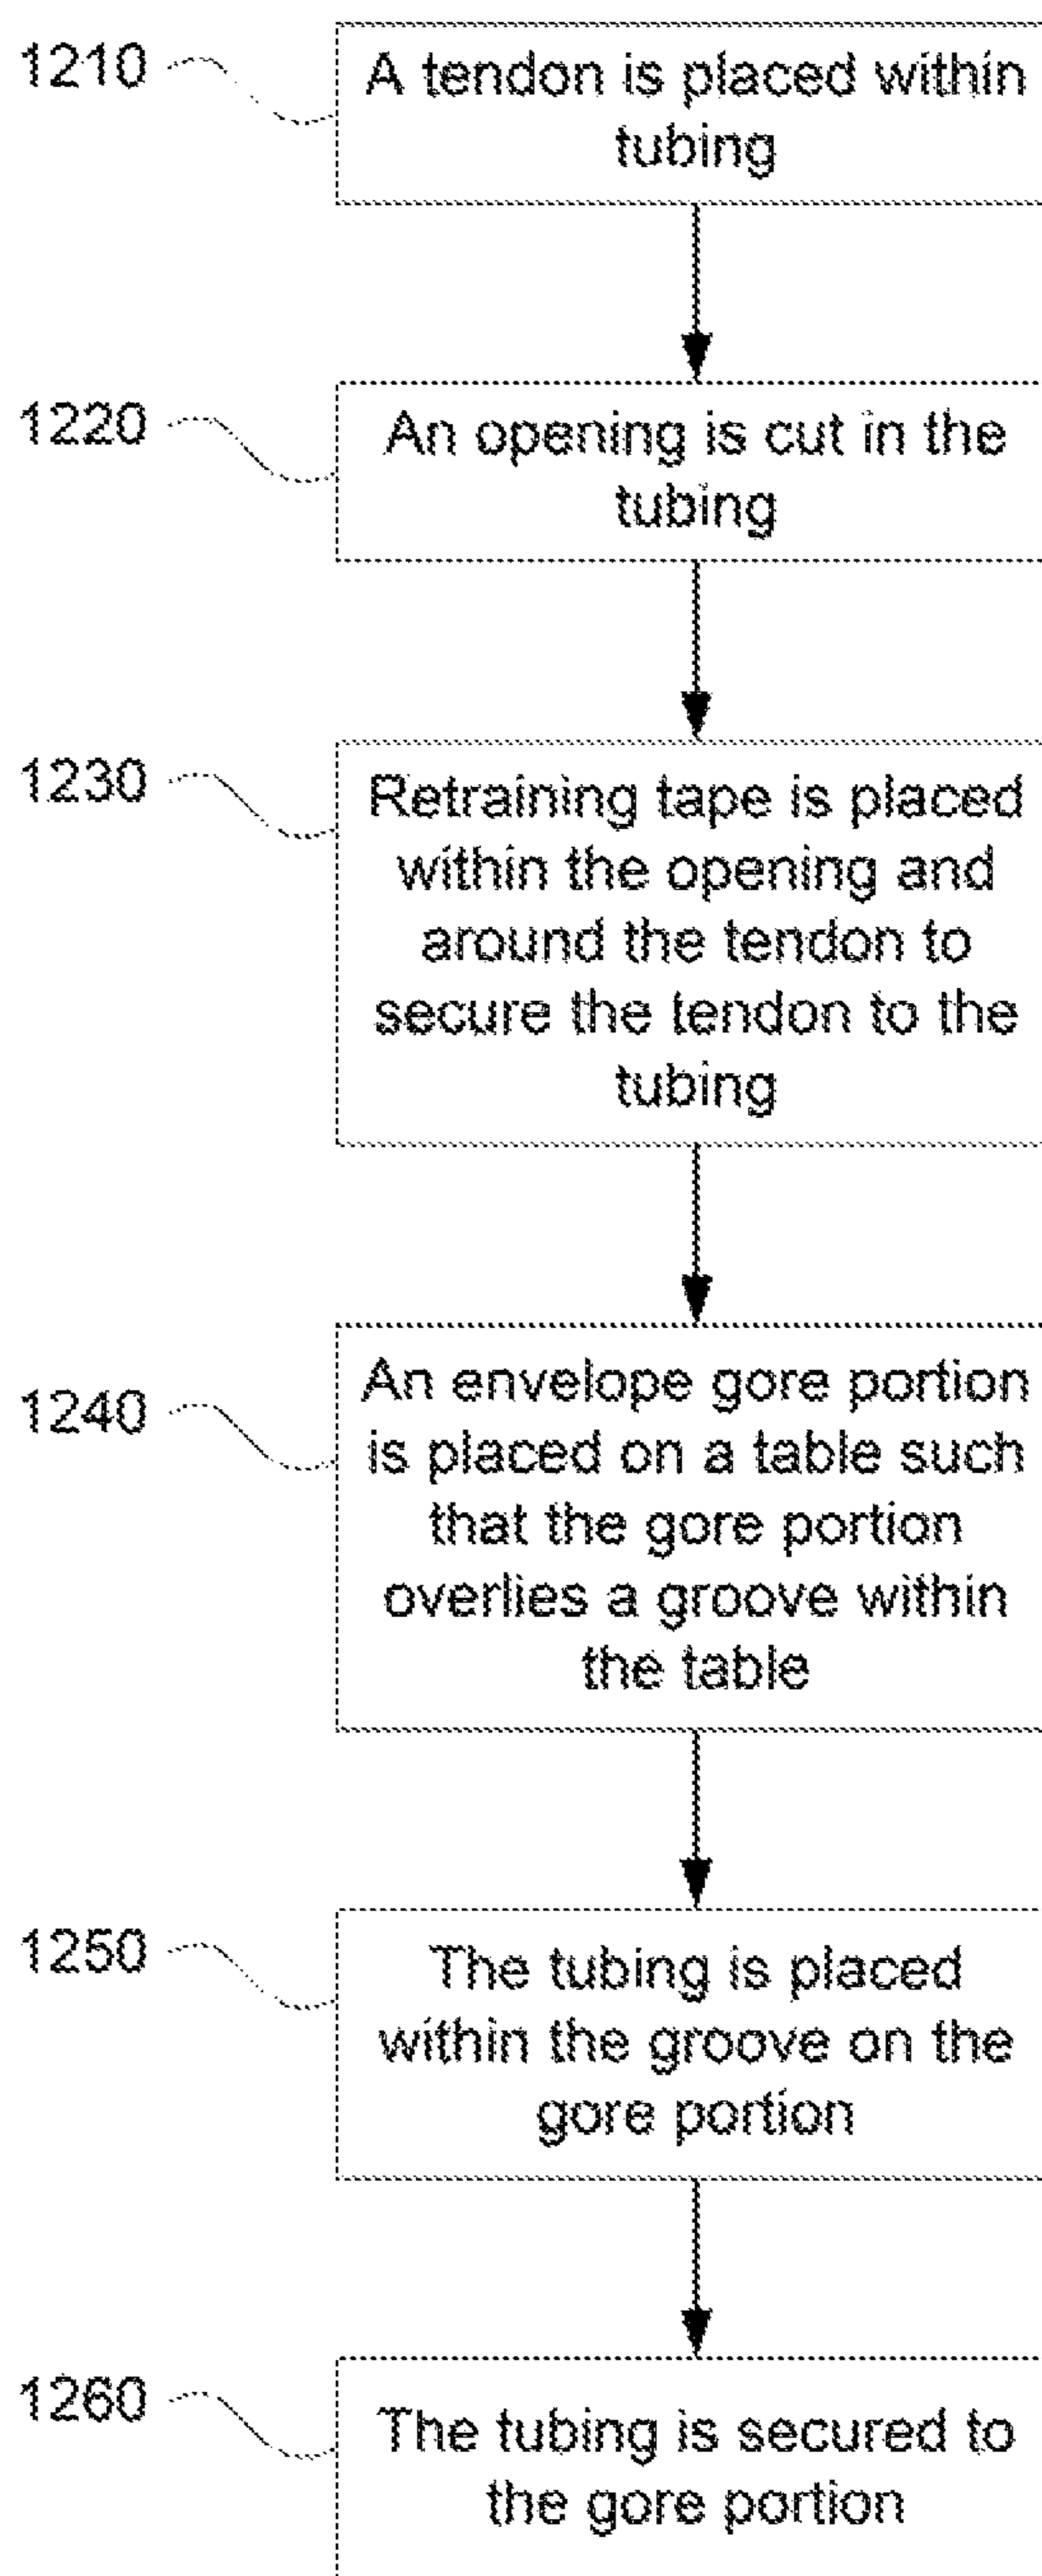 1210
A tendon is placed within
tubing
1220
An opening is cut in the
tubing
1230
Retraining tape is placed
within the opening and
around the tendon to
secure the tendon to the
tubing
1240
An envelope gore portion
is placed on a table such
that the gore portion
overlies a groove within
the table
1250
The tubing is placed
within the groove on the
gore portion
1260
The tubing is secured to
the gore portion